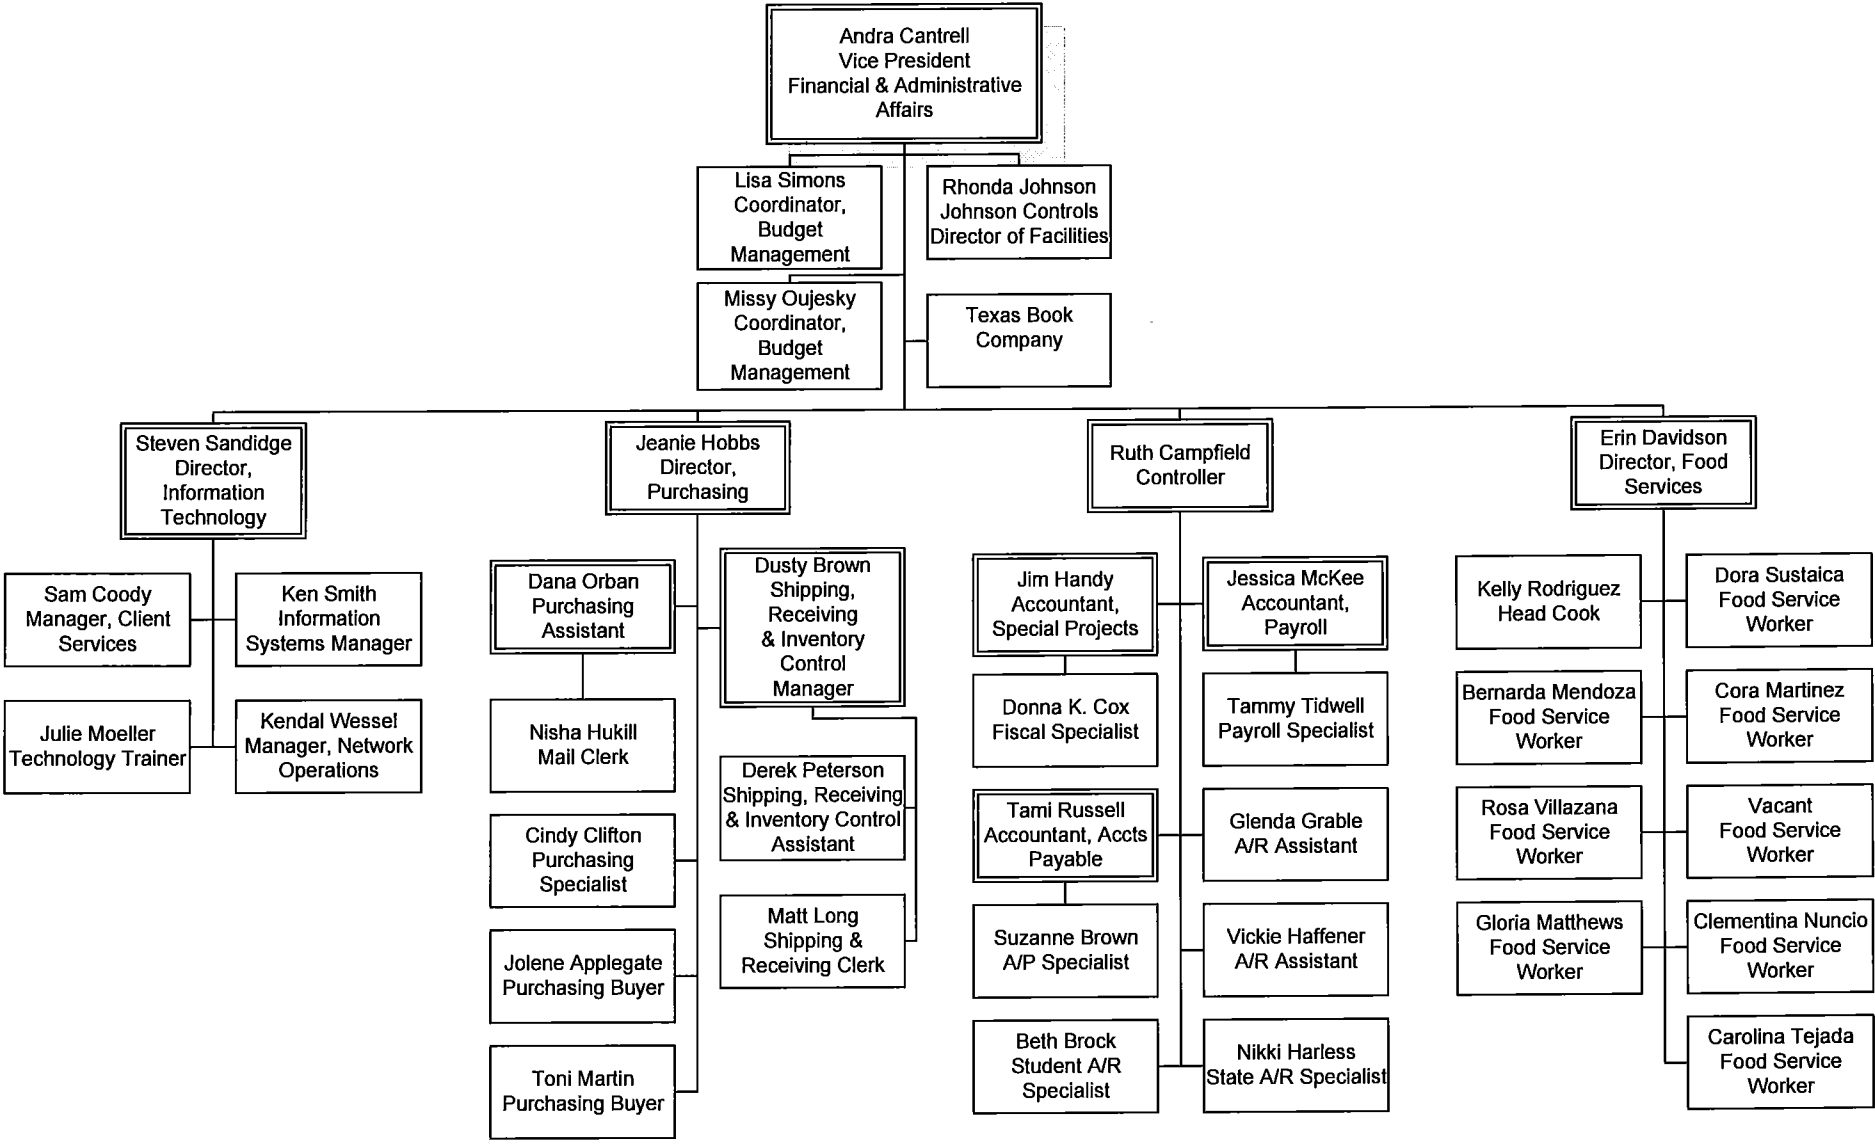 Andra Cantrell
Vice President
Financial & Administrative
Affairs
Lisa Simons
Coordinator,
Budget
Management
Rhonda Johnson
Johnson Controls
Director of Facilities
Missy Oujesky
Coordinator,
Budget
Management
Texas Book
Company
Steven Sandidge
Director,
Information
Technology
Jeanie Hobbs
Director,
Purchasing
Ruth Campfield
Controller
Erin Davidson
Director, Food
Services
Sam Coody
Manager, Client
Services
Ken Smith
Information
Systems Manager
Julie Moeller
Technology Trainer
Kendal Wessel
Manager, Network
Operations
Dana Orban
Purchasing
Assistant
Dusty Brown
Shipping,
Receiving
& Inventory
Control
Manager
Nisha Hukill
Mail Clerk
Derek Peterson
Shipping, Receiving
& Inventory Control
Assistant
Cindy Clifton
Purchasing
Specialist
Matt Long
Shipping &
Receiving Clerk
Jolene Applegate
Purchasing Buyer
Toni Martin
Purchasing Buyer
Jim Handy
Accountant,
Special Projects
Jessica McKee
Accountant,
Payroll
Donna K. Cox
Fiscal Specialist
Tammy Tidwell
Payroll Specialist
Tami Russell
Accountant, Accts
Payable
Glenda Grable
A/R Assistant
Suzanne Brown
A/P Specialist
Vickie Haffener
A/R Assistant
Beth Brock
Student A/R
Specialist
Nikki Harless
State A/R Specialist
Kelly Rodriguez
Head Cook
Dora Sustaica
Food Service
Worker
Bernarda Mendoza
Food Service
Worker
Cora Martinez
Food Service
Worker
Rosa Villazana
Food Service
Worker
Vacant
Food Service
Worker
Gloria Matthews
Food Service
Worker
Clementina Nuncio
Food Service
Worker
Carolina Tejada
Food Service
Worker